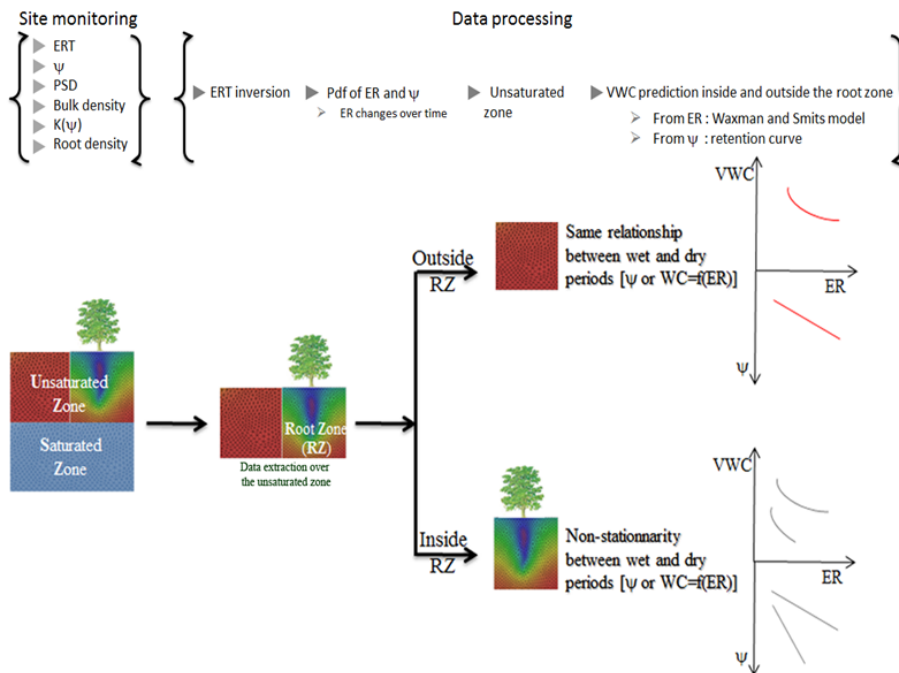 Site monitoring
Data processing
ERT
ψ
PSD
Bulk density
K(ψ)
Root density
ERT inversion
Pdf of ER and ψ
ER changes over time
Unsaturated
zone
VWC prediction inside and outside the root zone
From ER : Waxman and Smits model
From ψ : retention curve
Unsaturated
Zone
Saturated
Zone
Root Zone
(RZ)
Data extraction over
the unsaturated zone
Outside
RZ
Same relationship
between wet and dry
periods [ψ or WC=f(ER)]
VWC
ER
ψ
Inside
RZ
Non-stationnarity
between wet and dry
periods [ψ or WC=f(ER)]
VWC
ER
ψ